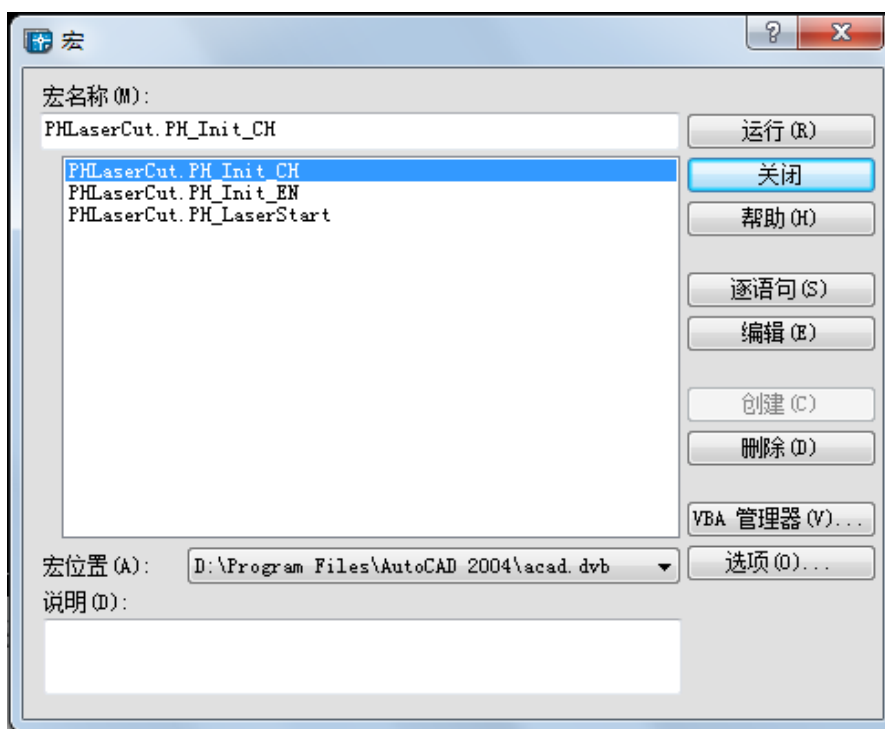 宏
宏名称(M):
PHLaserCut.PH_Init_CH
运行(R)
PHLaserCut.PH_Init_CH
关闭
PHLaserCut.PH_Init_EN
PHLaserCut.PH_LaserStart
帮助(H)
逐语句(S)
编辑(E)
创建(C)
删除(D)
VBA 管理器(V)...
宏位置(A):
D:\Program Files\AutoCAD 2004\acad.dvb
选项(O)...
说明(D):